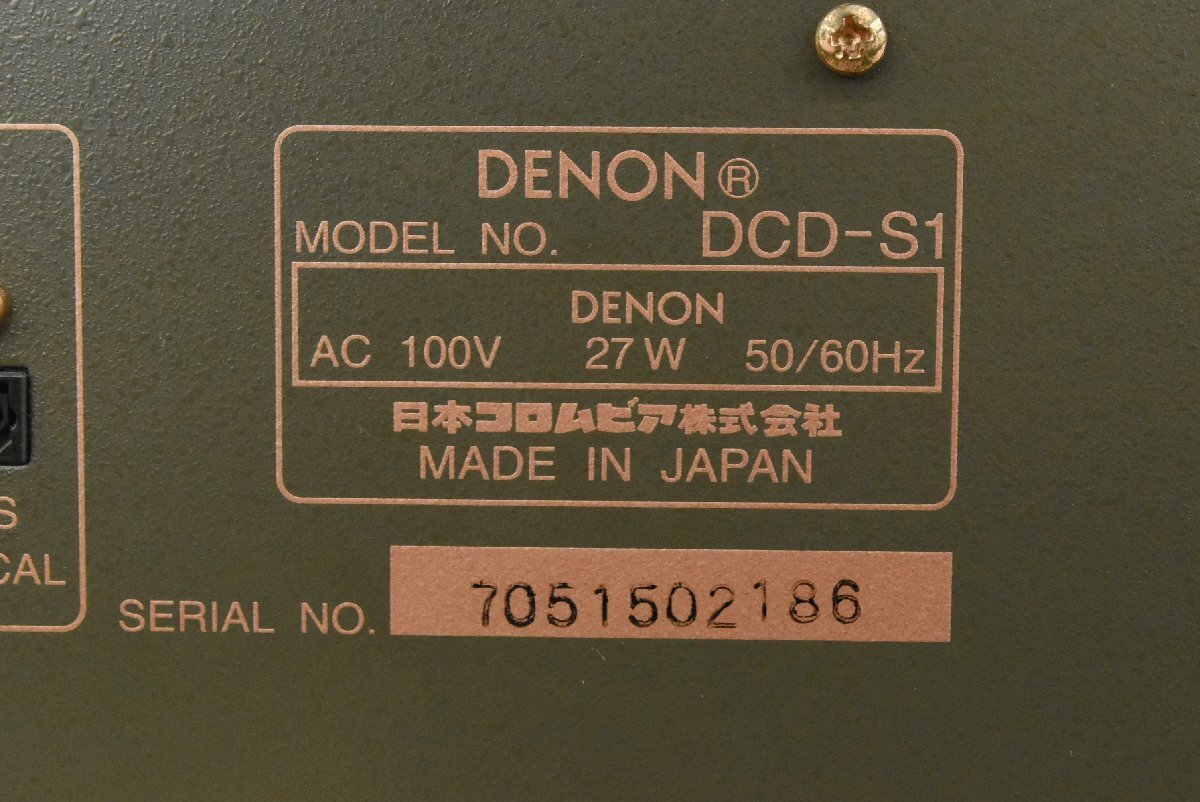 DENON®
MODEL NO. DCD-S1
DENON
AC 100V 27W 50/60Hz
日本コロムビア株式会社
MADE IN JAPAN
S
CAL
SERIAL NO. 7051502186